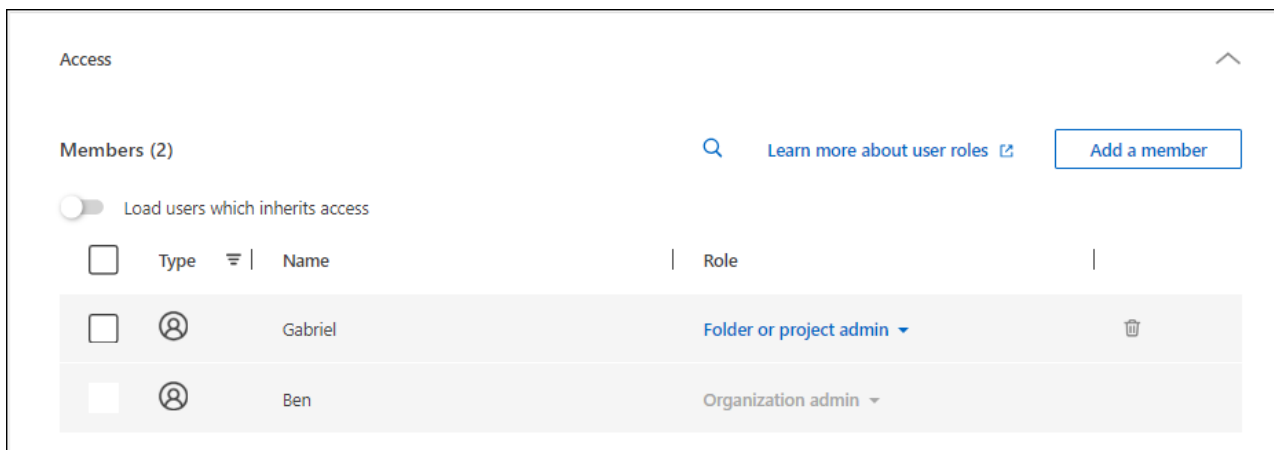 Access
Members (2) Learn more about user roles Add a member
Load users which inherits access
Type Name Role
Gabriel Folder or project admin
Ben Organization admin